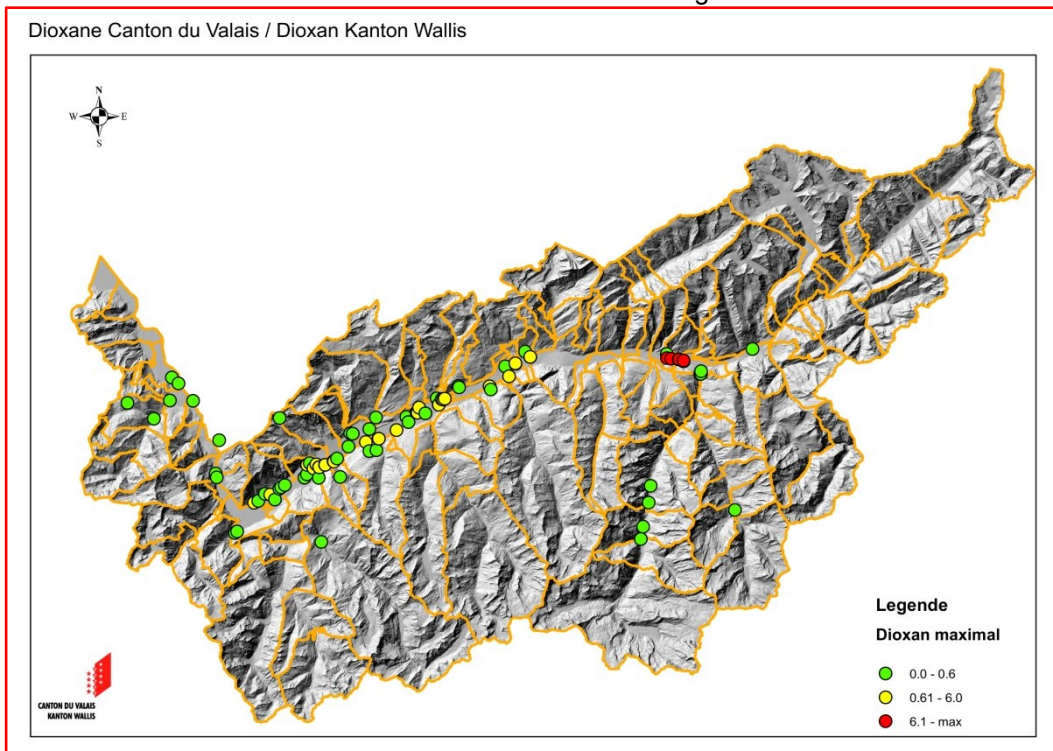 Dioxane Canton du Valais / Dioxan Kanton Wallis
N
W E
S
Legende
Dioxan maximal
0.0 - 0.6
0.61 - 6.0
6.1 - max
CANTON DU VALAIS
KANTON WALLIS